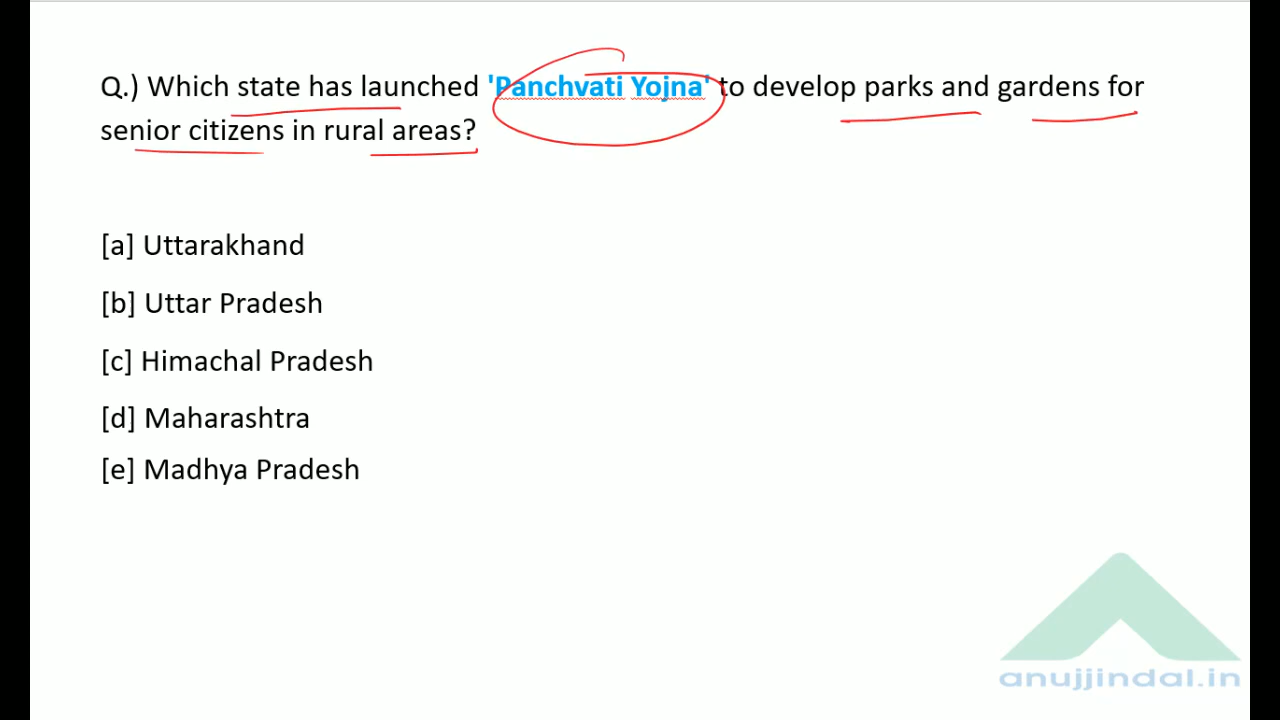 Q.) Which state has launched 'Panchvati Yojna' to develop parks and gardens for
senior citizens in rural areas?
[a] Uttarakhand
[b] Uttar Pradesh
[c] Himachal Pradesh
[d] Maharashtra
[e] Madhya Pradesh
anujjindal.in